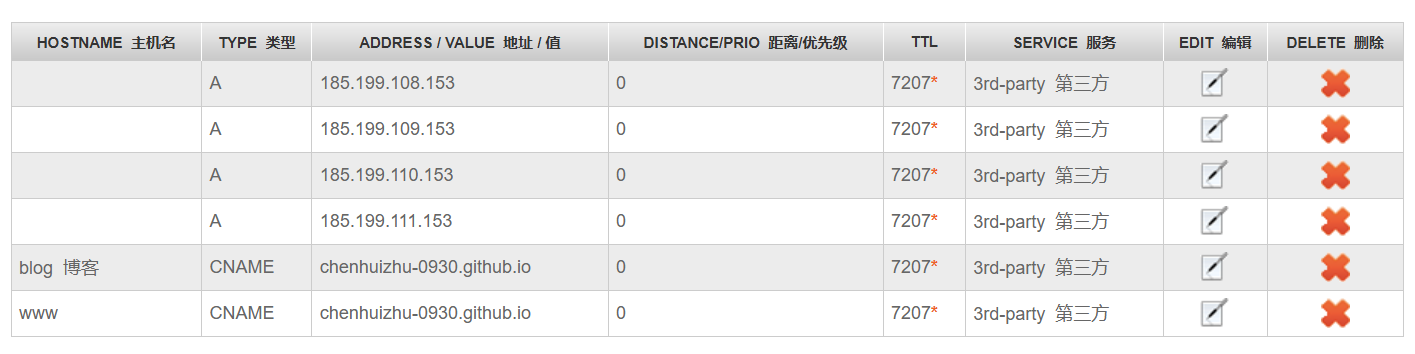 HOSTNAME 主机名 TYPE 类型 ADDRESS / VALUE 地址 / 值 DISTANCE/PRIO 距离/优先级 TTL SERVICE 服务 EDIT 编辑 DELETE 删除
A 185.199.108.153 0 7207* 3rd-party 第三方
A 185.199.109.153 0 7207* 3rd-party 第三方
A 185.199.110.153 0 7207* 3rd-party 第三方
A 185.199.111.153 0 7207* 3rd-party 第三方
blog 博客 CNAME chenhuizhu-0930.github.io 0 7207* 3rd-party 第三方
www CNAME chenhuizhu-0930.github.io 0 7207* 3rd-party 第三方